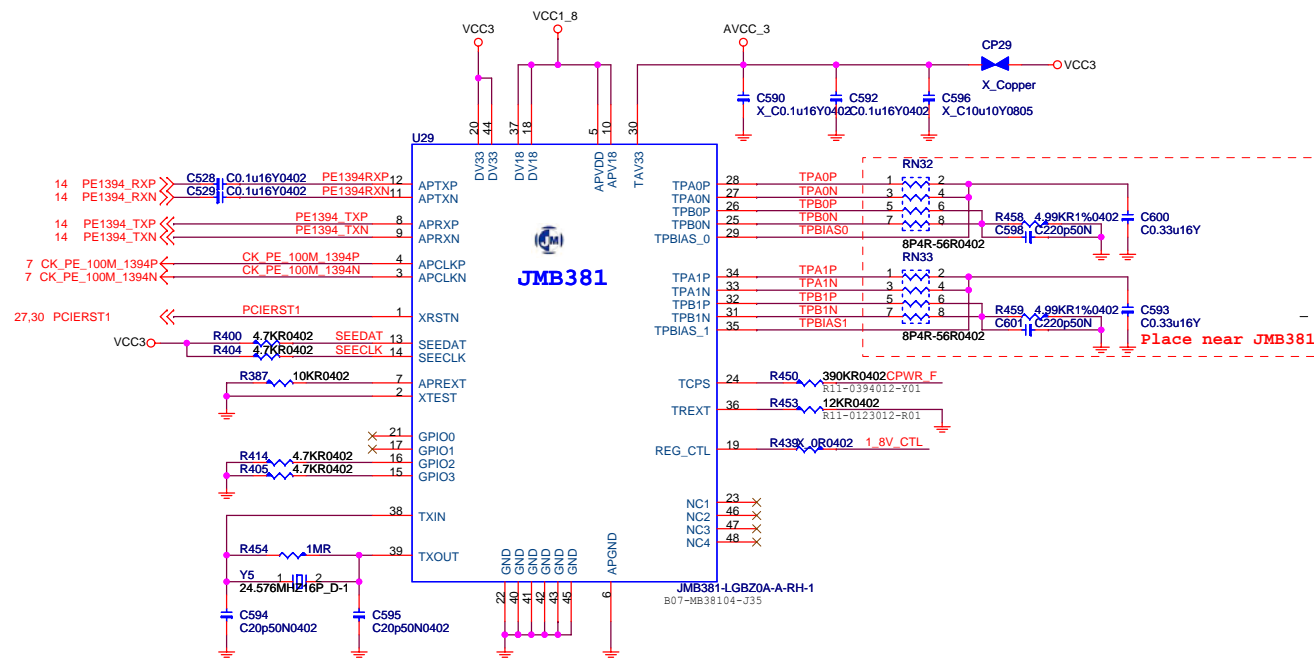 VCC3
VCC1_8
AVCC_3
CP29
VCC3
X_Copper
C590
X_C0.1u16Y0402
C592
C0.1u16Y0402
C596
X_C10u10Y0805
20
44
37
18
5
10
30
U29
DV33
DV33
DV18
DV18
APVDD
APV18
TAV33
14 PE1394_RXP
C528
C0.1u16Y0402
PE1394RXP
12
APTXP
14 PE1394_RXN
C529
C0.1u16Y0402
PE1394RXN
11
APTXN
14 PE1394_TXP
PE1394_TXP
8
APRXP
14 PE1394_TXN
PE1394_TXN
9
APRXN
7 CK_PE_100M_1394P
CK_PE_100M_1394P
4
APCLKP
7 CK_PE_100M_1394N
CK_PE_100M_1394N
3
APCLKN
27,30 PCIERST1
PCIERST1
1
XRSTN
VCC3
R400
4.7KR0402
SEEDAT
13
SEEDAT
R404
4.7KR0402
SEECLK
14
SEECLK
R387
10KR0402
7
APREXT
2
XTEST
21
GPIO0
17
GPIO1
R414
4.7KR0402
16
GPIO2
R405
4.7KR0402
15
GPIO3
38
TXIN
R454
1MR
39
TXOUT
Y5
1
2
24.576MHZ16P_D-1
C594
C20p50N0402
C595
C20p50N0402
JM
JMB381
TPA0P
28
TPA0P
TPA0N
27
TPA0N
TPB0P
26
TPB0P
TPB0N
25
TPB0N
TPBIAS_0
29
TPBIAS0
RN32
1
2
3
4
5
6
7
8
8P4R-56R0402
R458
4.99KR1%0402
C598
C220p50N
C600
C0.33u16Y
TPA1P
34
TPA1P
TPA1N
33
TPA1N
TPB1P
32
TPB1P
TPB1N
31
TPB1N
TPBIAS_1
35
TPBIAS1
RN33
1
2
3
4
5
6
7
8
8P4R-56R0402
R459
4.99KR1%0402
C601
C220p50N
C593
C0.33u16Y
Place near JMB381
TCPS
24
R450
390KR0402
CPWR_F
R11-0394012-Y01
TREXT
36
R453
12KR0402
R11-0123012-R01
REG_CTL
19
R439
X_0R0402
1_8V_CTL
NC1
23
NC2
46
NC3
47
NC4
48
GND
GND
GND
GND
GND
GND
APGND
22
40
41
42
43
45
6
JMB381-LGBZ0A-A-RH-1
B07-MB38104-J35